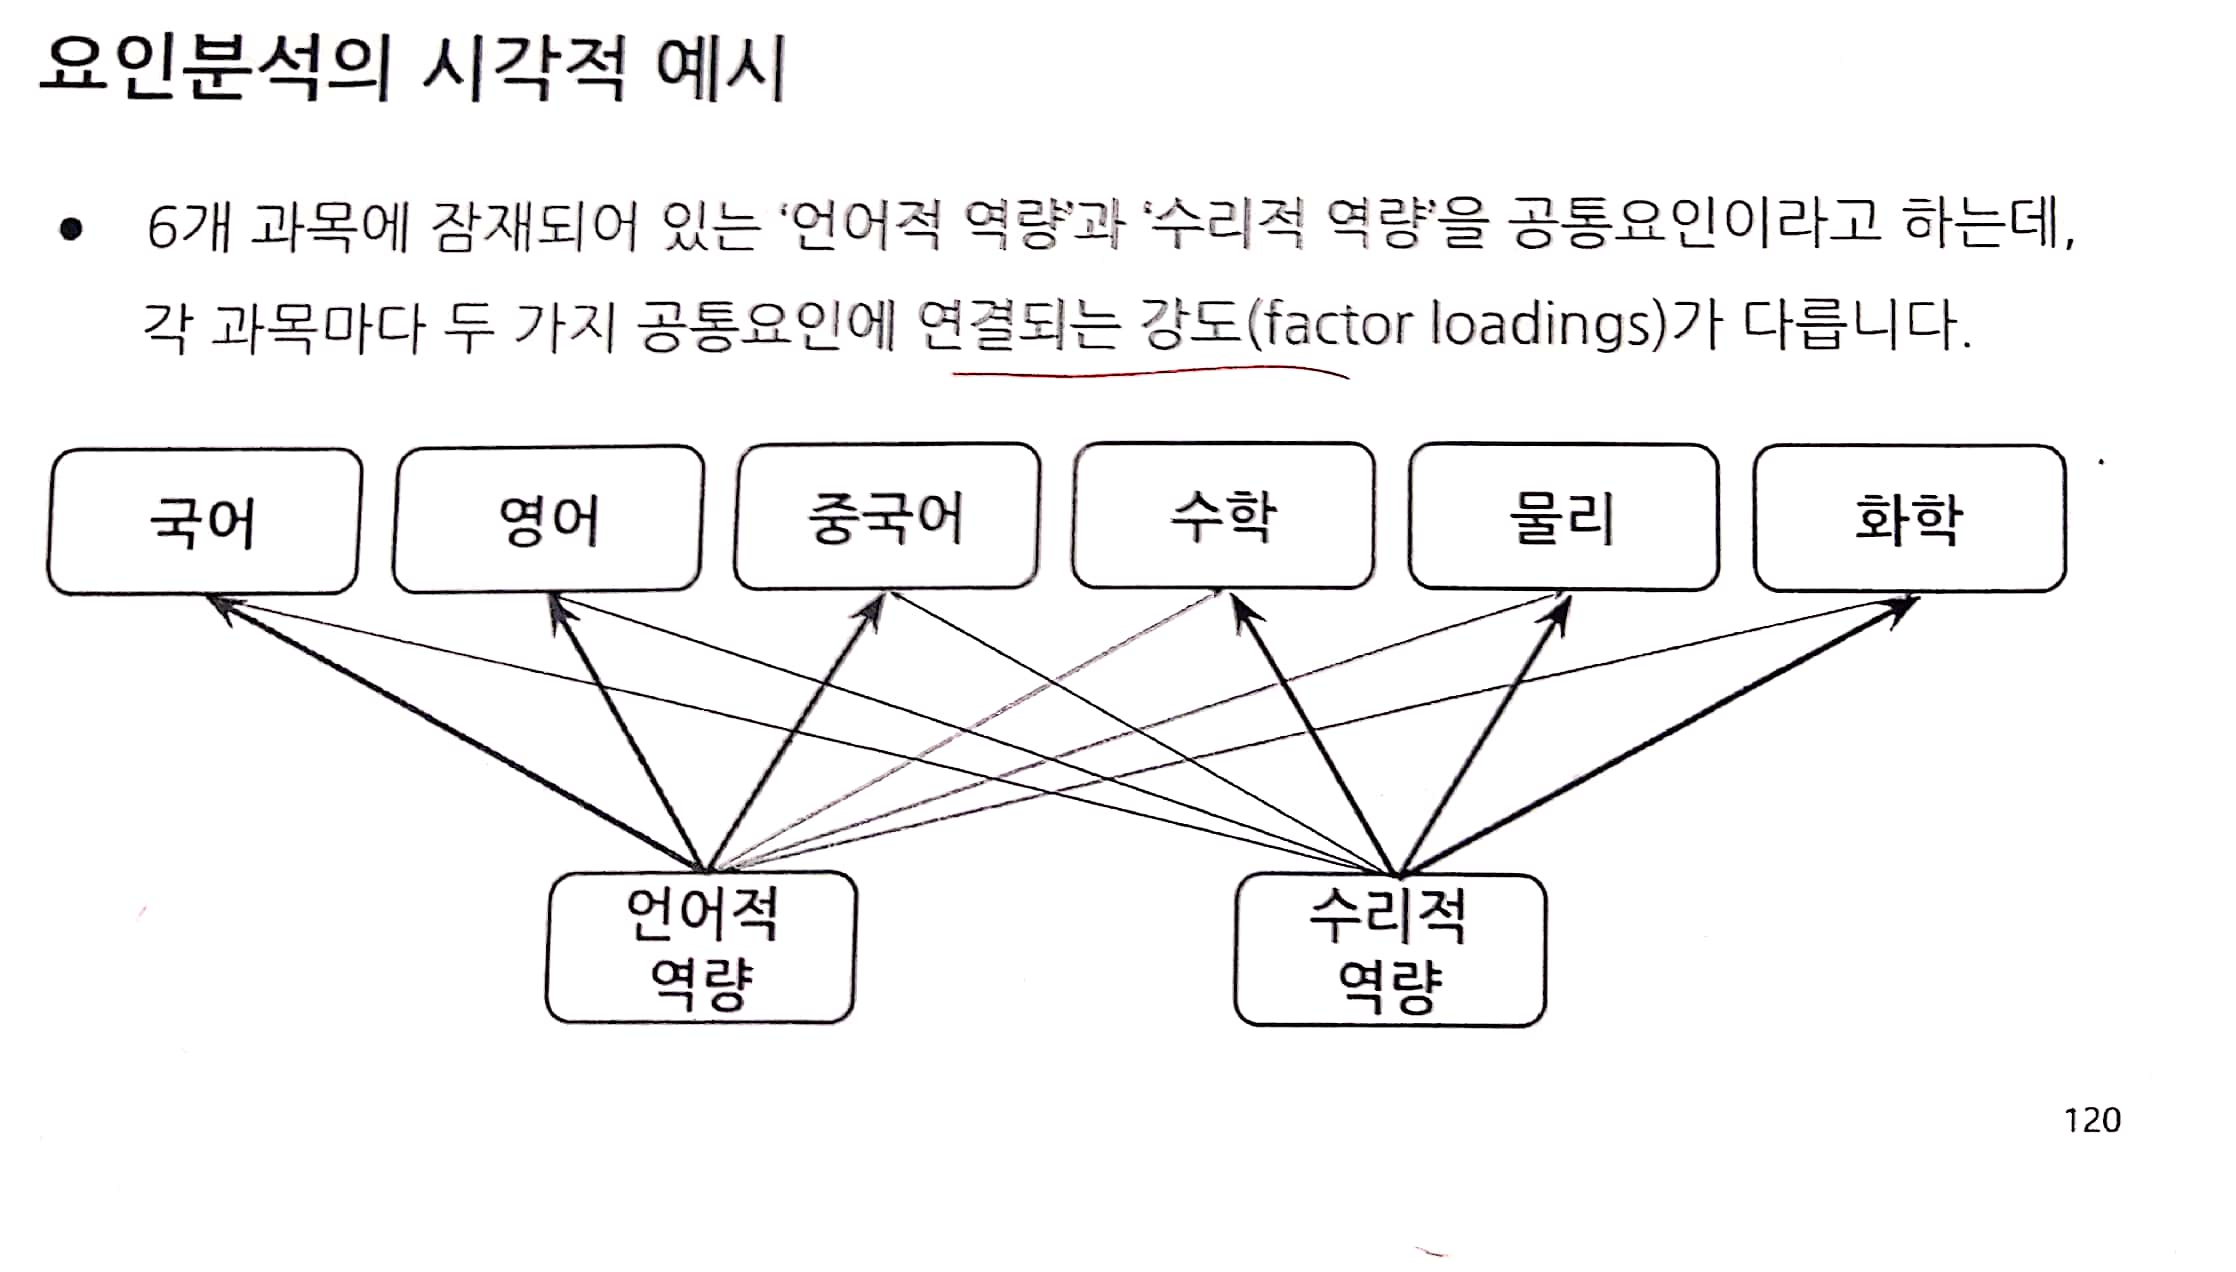 요인분석의 시각적 예시
● 6개 과목에 잠재되어 있는 ‘언어적 역량’과 ‘수리적 역량’을 공통요인이라고 하는데,
각 과목마다 두 가지 공통요인에 연결되는 강도(factor loadings)가 다릅니다.
국어 영어 중국어 수학 물리 화학
언어적 수리적
역량 역량
120